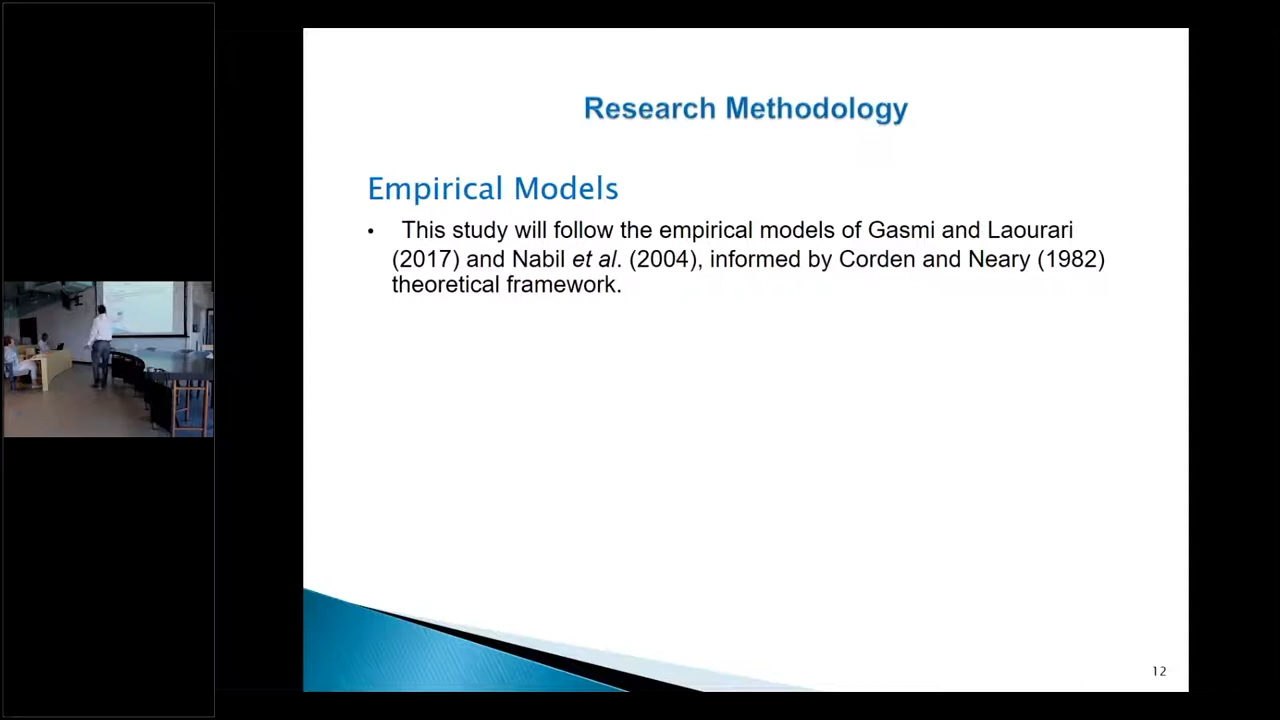 Research Methodology
Empirical Models
• This study will follow the empirical models of Gasmi and Laourari
(2017) and Nabil et al. (2004), informed by Corden and Neary (1982)
theoretical framework.
12